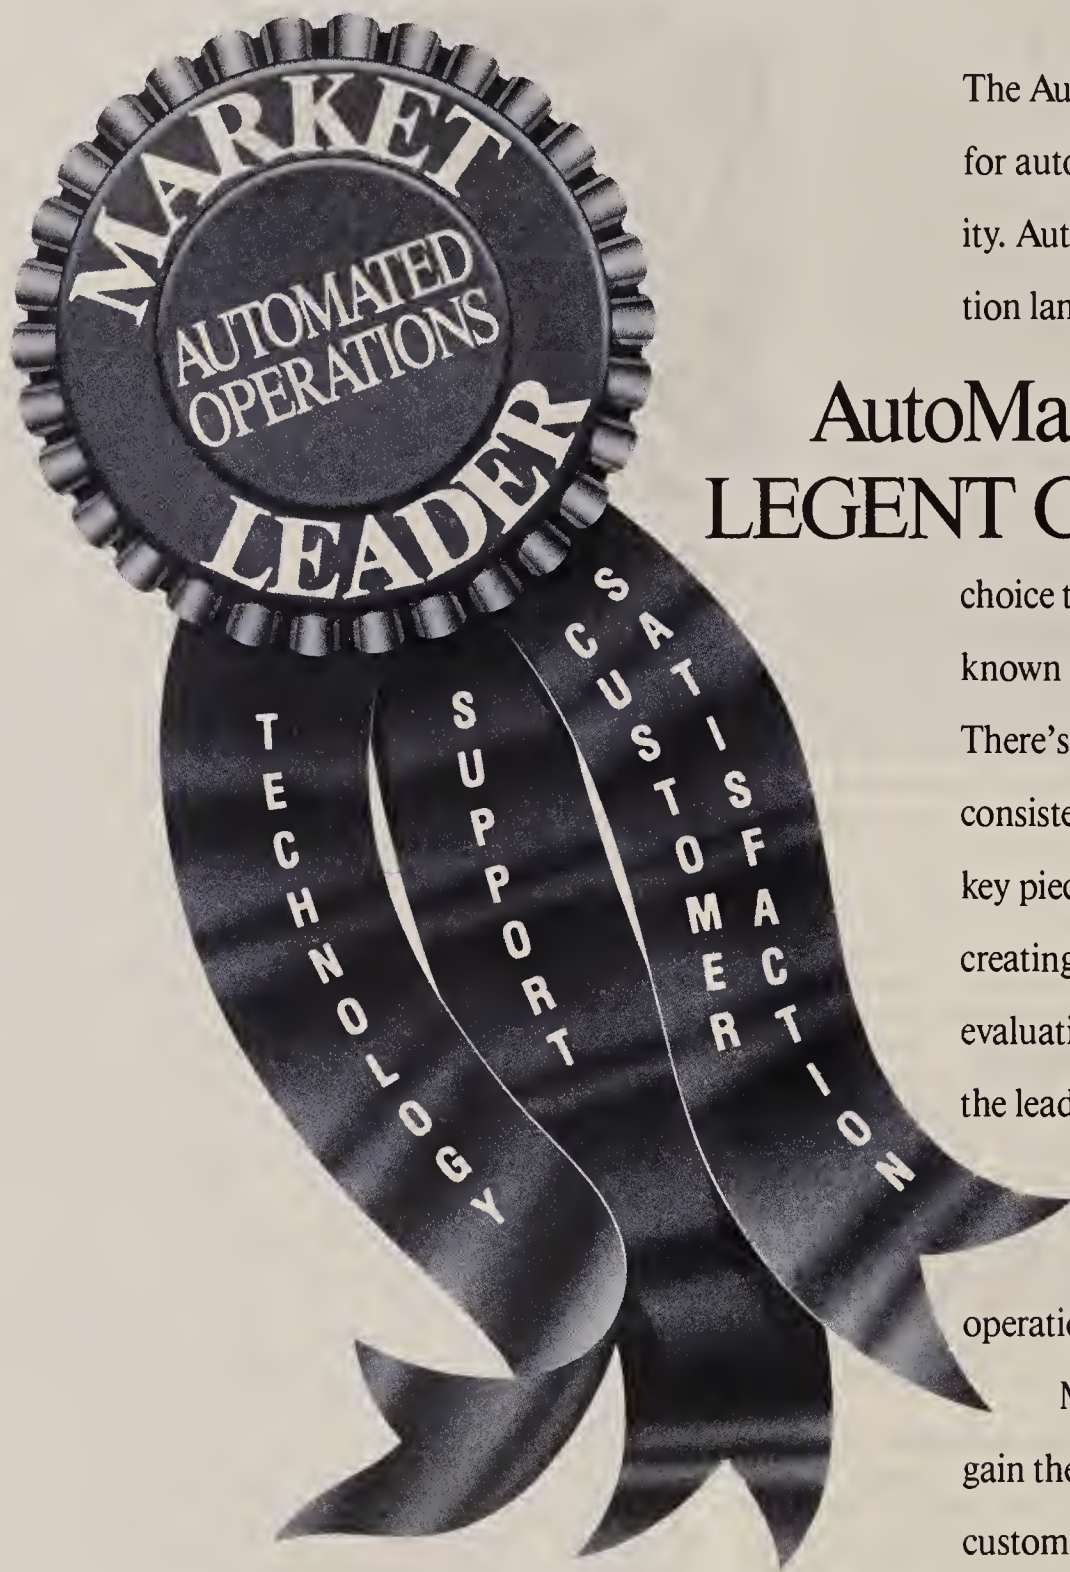 MARKET
AUTOMATED
OPERATIONS
LEADER
TECHNOLOGY
SUPPORT
CUSTOMER
SATISFACTION
The Au
for auto
ity. Aut
tion lan
AutoMa
LEGENT C
choice t
known
There's
consiste
key piec
creating
evaluati
the lead
operatio
M
gain the
custom